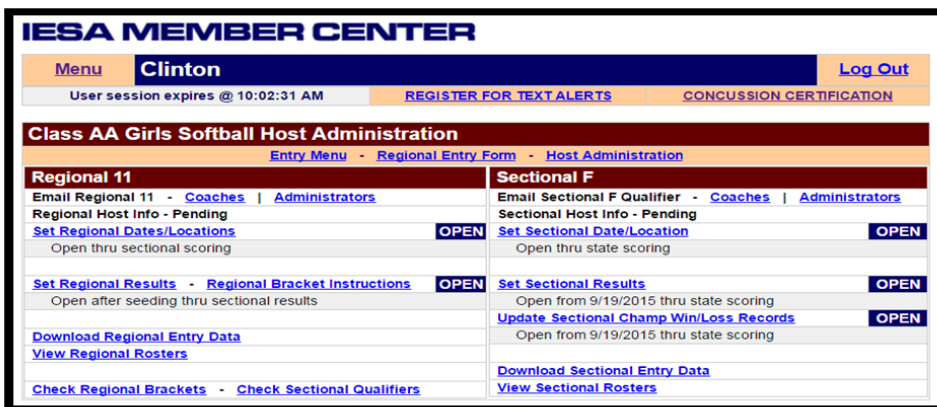 IESA MEMBER CENTER
Menu Clinton Log Out
User session expires @ 10:02:31 AM REGISTER FOR TEXT ALERTS CONCUSSION CERTIFICATION
Class AA Girls Softball Host Administration
Entry Menu - Regional Entry Form - Host Administration
Regional 11
Email Regional 11 - Coaches | Administrators
Regional Host Info - Pending
Set Regional Dates/Locations OPEN
Open thru sectional scoring
Set Regional Results - Regional Bracket Instructions OPEN
Open after seeding thru sectional results
Download Regional Entry Data
View Regional Rosters
Check Regional Brackets - Check Sectional Qualifiers
Sectional F
Email Sectional F Qualifier - Coaches | Administrators
Sectional Host Info - Pending
Set Sectional Date/Location OPEN
Open thru state scoring
Set Sectional Results OPEN
Open from 9/19/2015 thru state scoring
Update Sectional Champ Win/Loss Records OPEN
Open from 9/19/2015 thru state scoring
Download Sectional Entry Data
View Sectional Rosters